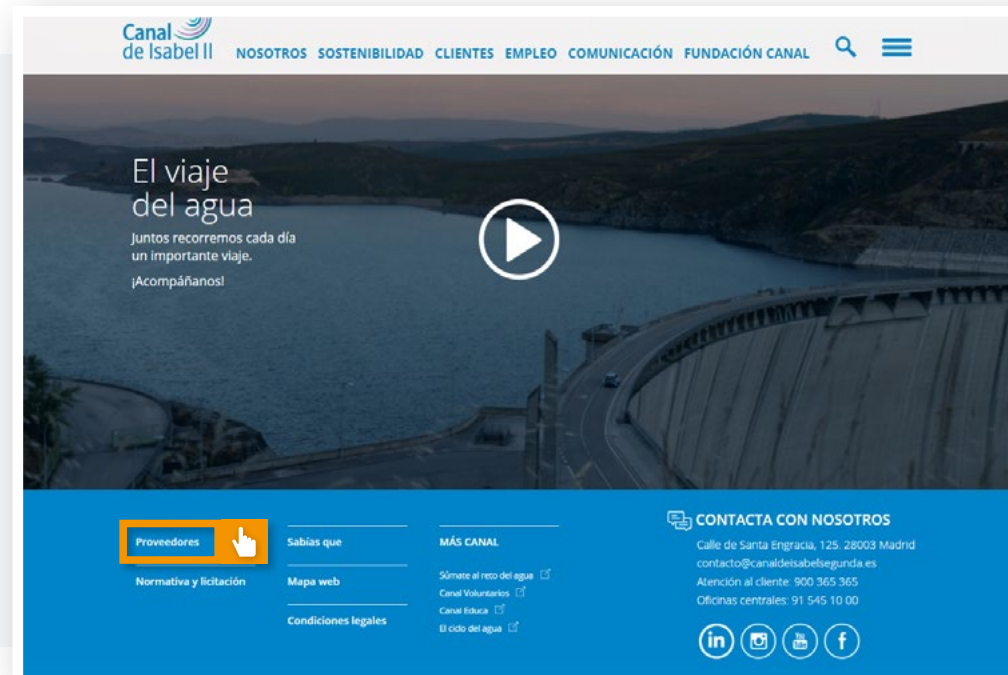 Canal
de Isabel II
NOSOTROS SOSTENIBILIDAD CLIENTES EMPLEO COMUNICACIÓN FUNDACIÓN CANAL
El viaje
del agua
Juntos recorremos cada día
un importante viaje.
¡Acompáñanos!
Proveedores
Normativa y licitación
Sabías que
Mapa web
Condiciones legales
MÁS CANAL
Súmate al reto del agua
Canal Voluntarios
Canal Educa
El ciclo del agua
CONTACTA CON NOSOTROS
Calle de Santa Engracia, 125. 28003 Madrid
contacto@canaldeisabelsegunda.es
Atención al cliente: 900 365 365
Oficinas centrales: 91 545 10 00
in
You
Tube
f